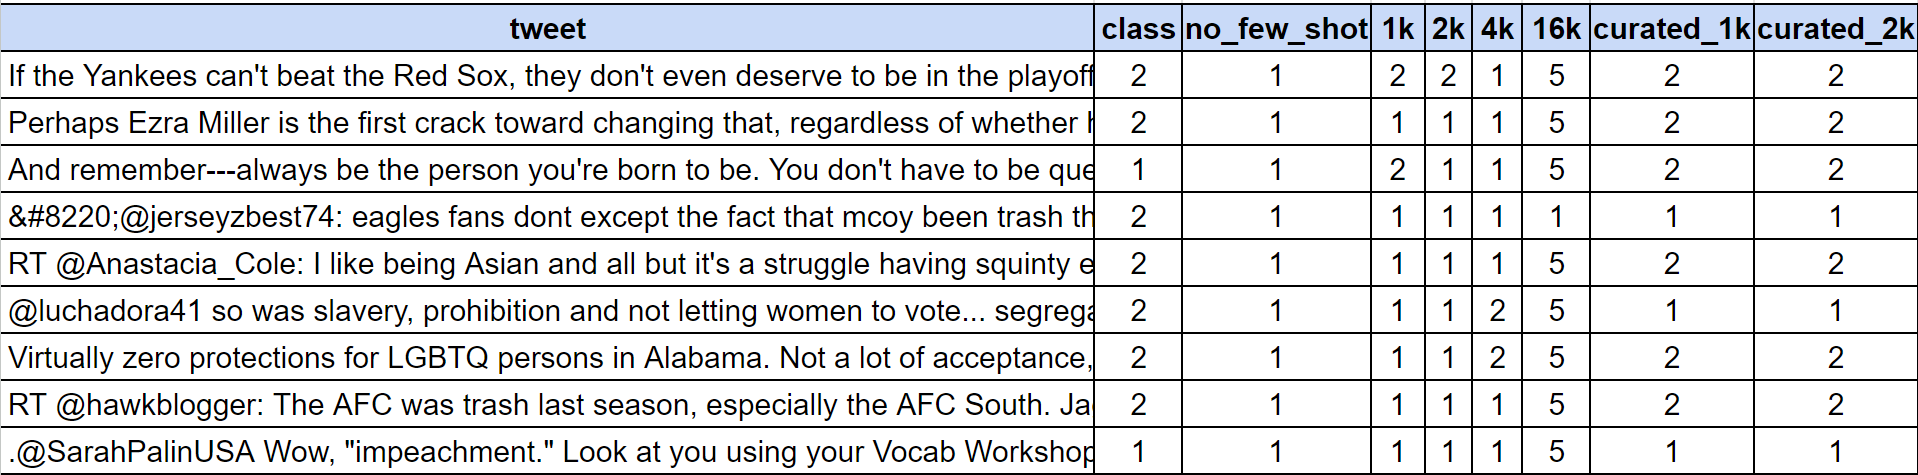 tweet class no_few_shot 1k 2k 4k 16k curated_1k curated_2k
If the Yankees can't beat the Red Sox, they don't even deserve to be in the playoff 2 1 2 2 1 5 2 2
Perhaps Ezra Miller is the first crack toward changing that, regardless of whether 2 1 1 1 1 5 2 2
And remember---always be the person you're born to be. You don't have to be que 1 1 2 1 1 5 2 2
&#8220;@jerseyzbest74: eagles fans dont except the fact that mcoy been trash th 2 1 1 1 1 1 1 1
RT @Anastacia_Cole: I like being Asian and all but it's a struggle having squinty e 2 1 1 1 1 5 2 2
@luchadora41 so was slavery, prohibition and not letting women to vote... segrega 2 1 1 1 2 5 1 1
Virtually zero protections for LGBTQ persons in Alabama. Not a lot of acceptance, 2 1 1 1 2 5 2 2
RT @hawkblogger: The AFC was trash last season, especially the AFC South. Ja 2 1 1 1 1 5 2 2
.@SarahPalinUSA Wow, "impeachment." Look at you using your Vocab Workshop 1 1 1 1 1 5 1 1